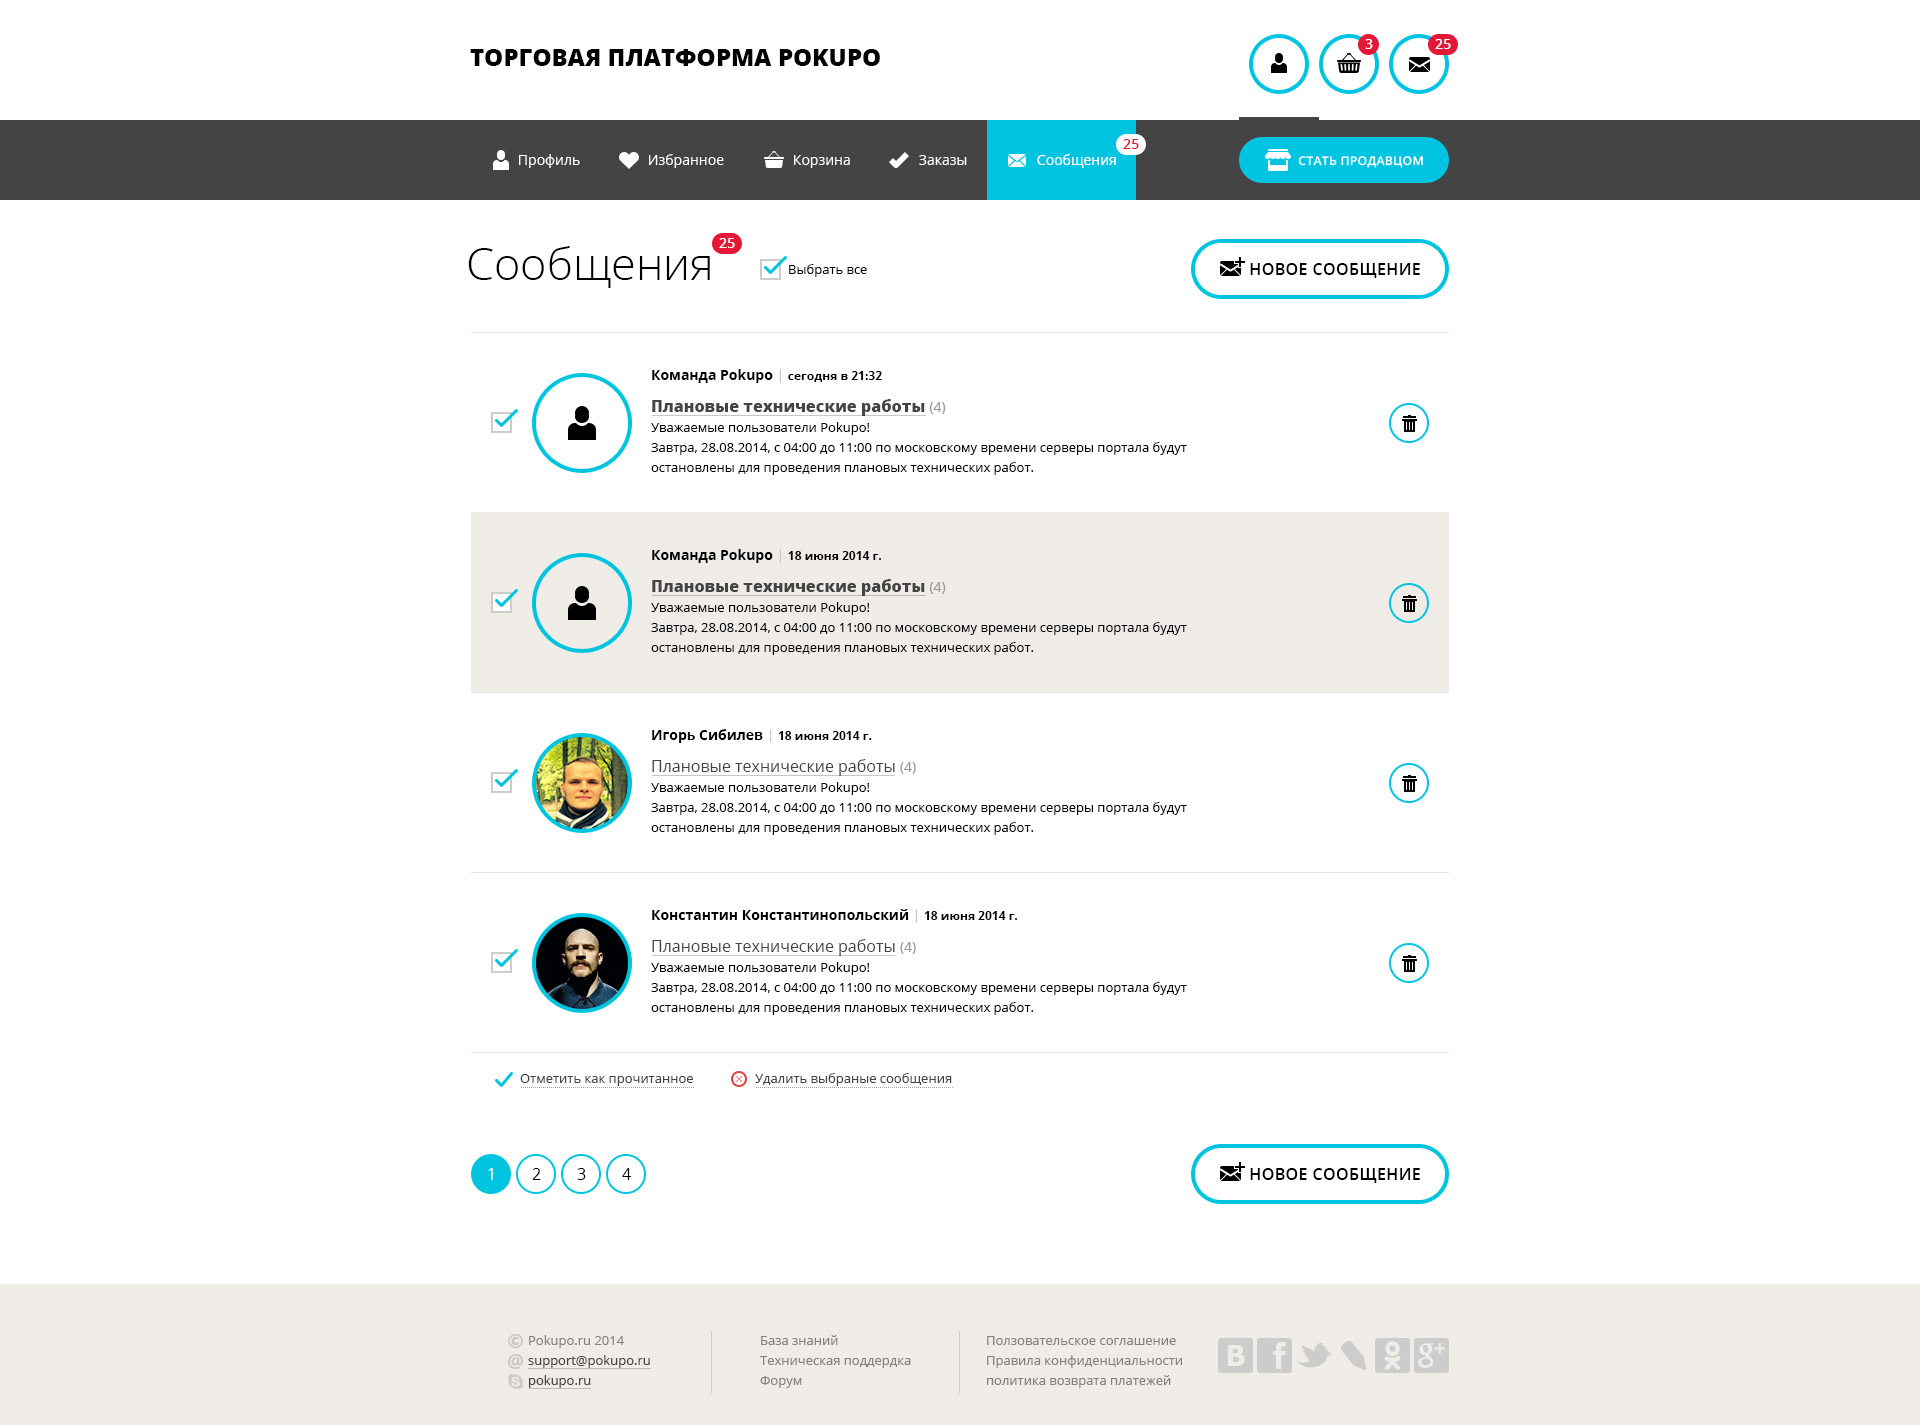 ТОРГОВАЯ ПЛАТФОРМА POKUPO
3
25
Профиль
Избранное
Корзина
Заказы
Сообщения
25
СТАТЬ ПРОДАВЦОМ
Сообщения
25
Выбрать все
НОВОЕ СООБЩЕНИЕ
Команда Pokupo | сегодня в 21:32
Плановые технические работы (4)
Уважаемые пользователи Pokupo!
Завтра, 28.08.2014, с 04:00 до 11:00 по московскому времени серверы портала будут
остановлены для проведения плановых технических работ.
Команда Pokupo | 18 июня 2014 г.
Плановые технические работы (4)
Уважаемые пользователи Pokupo!
Завтра, 28.08.2014, с 04:00 до 11:00 по московскому времени серверы портала будут
остановлены для проведения плановых технических работ.
Игорь Сибилев | 18 июня 2014 г.
Плановые технические работы (4)
Уважаемые пользователи Pokupo!
Завтра, 28.08.2014, с 04:00 до 11:00 по московскому времени серверы портала будут
остановлены для проведения плановых технических работ.
Константин Константинопольский | 18 июня 2014 г.
Плановые технические работы (4)
Уважаемые пользователи Pokupo!
Завтра, 28.08.2014, с 04:00 до 11:00 по московскому времени серверы портала будут
остановлены для проведения плановых технических работ.
Отметить как прочитанное
Удалить выбраные сообщения
1 2 3 4
НОВОЕ СООБЩЕНИЕ
© Pokupo.ru 2014
@ support@pokupo.ru
pokupo.ru
База знаний
Техническая поддердка
Форум
Ползовательское соглашение
Правила конфиденциальности
политика возврата платежей